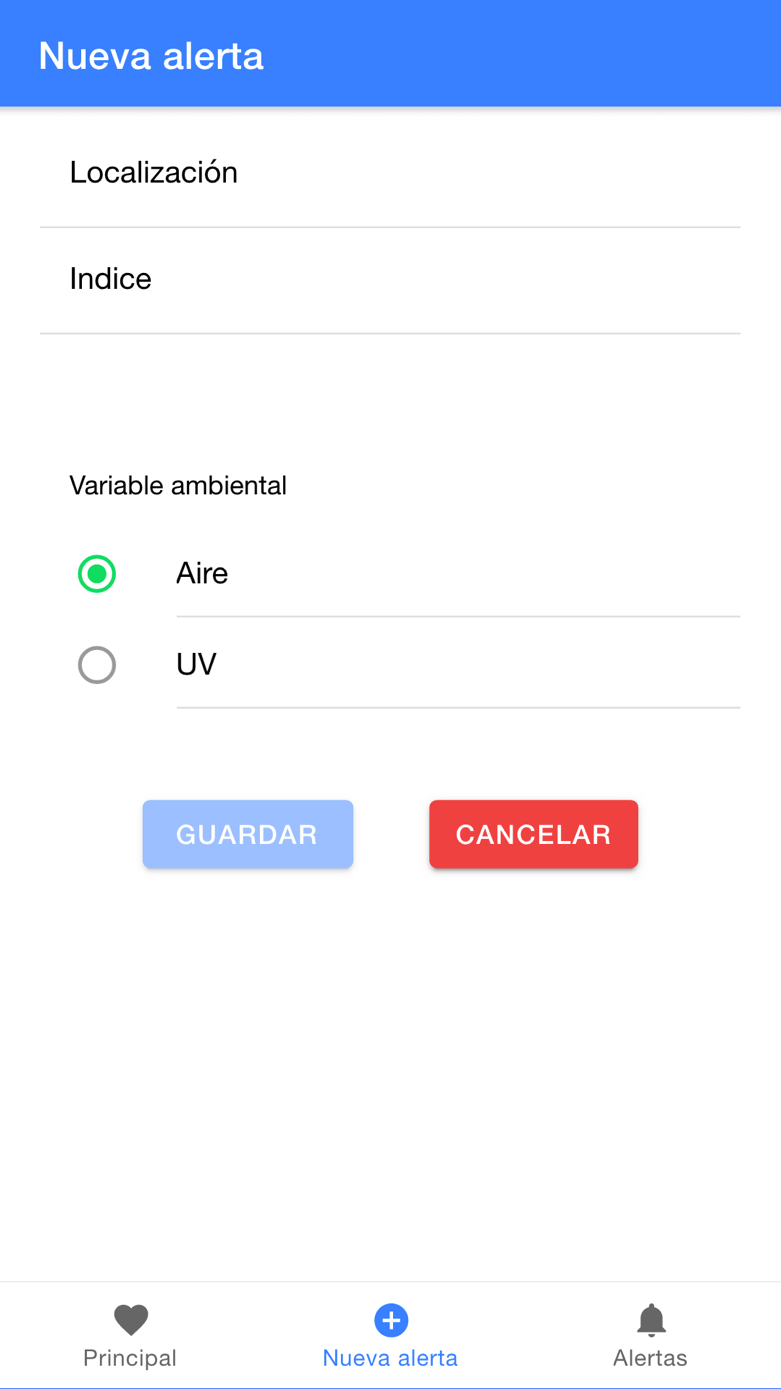 Nueva alerta
Localización
Indice
Variable ambiental
Aire
UV
GUARDAR
CANCELAR
Principal
Nueva alerta
Alertas